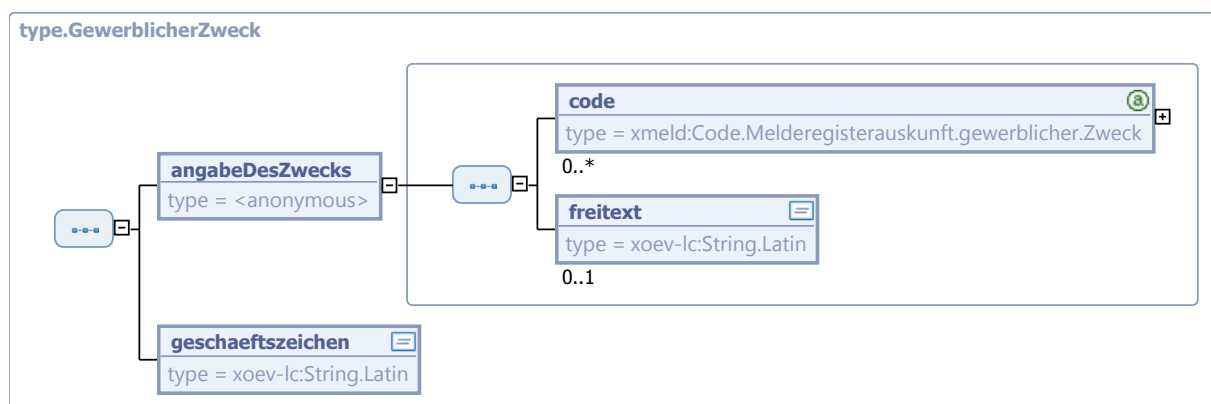 type.GewerblicherZweck
code
type = xmeld:Code.Melderegisterauskunft.gewerblicher.Zweck
0..*
angabeDesZwecks
type = <anonymous>
freitext
type = xoev-lc:String.Latin
0..1
geschaeftszeichen
type = xoev-lc:String.Latin